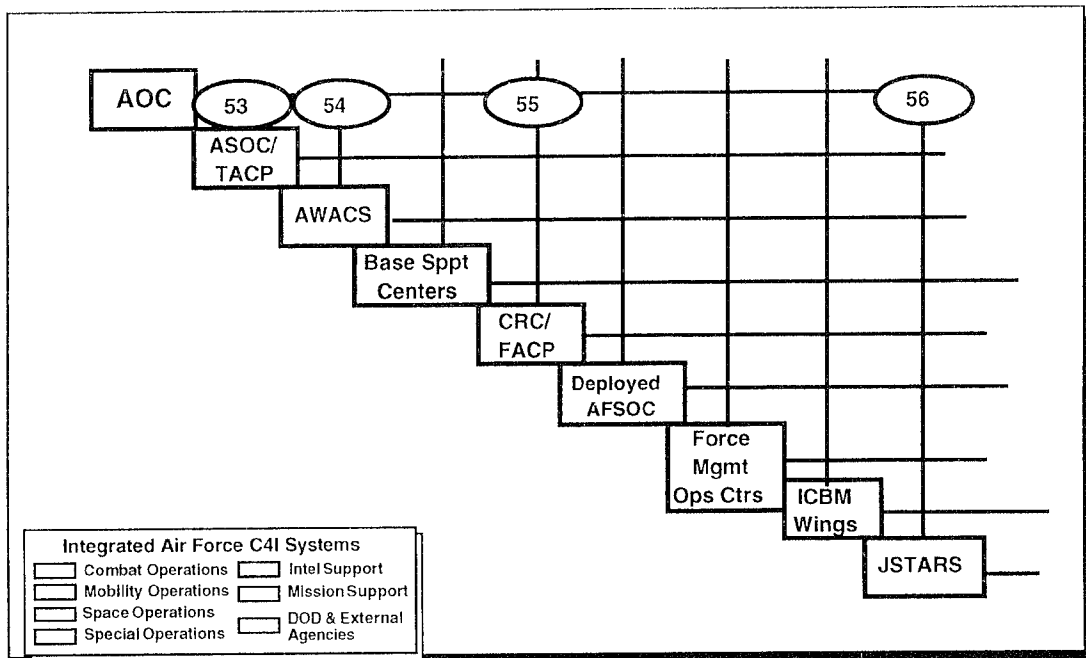 AOC
53
54
55
56
ASOC/
TACP
AWACS
Base Sppt
Centers
CRC/
FACP
Deployed
AFSOC
Force
Mgmt
Ops Ctrs
ICBM
Wings
JSTARS
Integrated Air Force C4I Systems
Combat Operations
Mobility Operations
Space Operations
Special Operations
Intel Support
Mission Support
DOD & External
Agencies